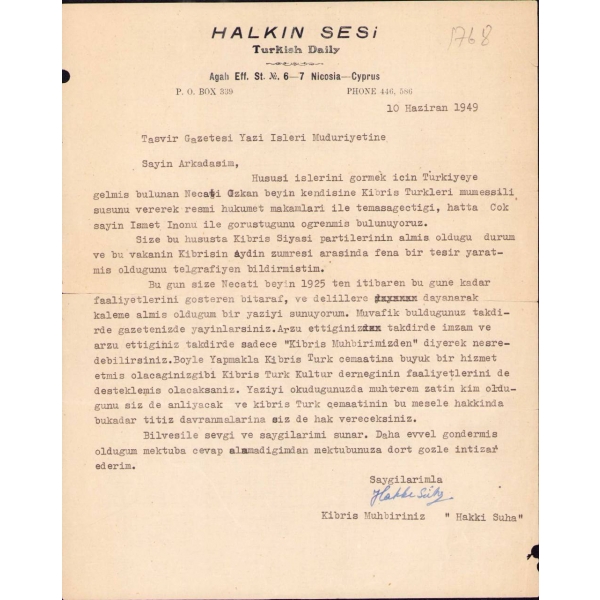 HALKIN SESi
1768
Turkish Daily
Agah Eff. St. №. 6—7 Nicosia—Cyprus
P. O. BOX 339 PHONE 446, 586
10 Haziran 1949
Tasvir Gazetesi Yazi Isleri Muduriyetine
Sayin Arkadasim,
Hususi islerini gormek icin Turkiyeye
gelmis bulunan Necati Ozkan beyin kendisine Kibris Turkleri mumessili
susunu vererek resmi hukumet makamlari ile temasagectigi, hatta Cok
sayin Ismet Inonu ile gorustugunu ogrenmis bulunuyoruz.
Size bu hususta Kibris Siyasi partilerinin almis oldugu durum
ve bu vakanin Kibrisin aydin zumresi arasinda fena bir tesir yarat-
mis oldugunu telgrafiyen bildirmistim.
Bu gun size Necati beyin 1925 ten itibaren bu gune kadar
faaliyetlerini gosteren bitaraf, ve delillere dayanarak
kaleme almis oldugum bir yaziyi sunuyorum. Muvafik buldugunuz takdi-
rde gazetenizde yayinlarsiniz.Arzu ettiginiz takdirde imzam ve
arzu ettiginiz takdirde sadece "Kibris Muhbirimizden" diyerek nesre-
debilirsiniz.Boyle Yapmakla Kibris Turk cemaatina buyuk bir hizmet
etmis olacaginizgibi Kibris Turk Kultur derneginin faaliyetlerini de
desteklemis olacaksaniz. Yaziyi okudugunuzda muhterem zatin kim oldu-
gunu siz de anliyacak ve kibris Turk cemaatinin bu mesele hakkinda
bukadar titiz davranmalarina siz de hak vereceksiniz.
Bilvesile sevgi ve saygilarimi sunar. Daha evvel gondermis
oldugum mektuba cevap alamadigimdan mektubunuza dort gozle intizar
ederim.
Saygilarimla
Hakki Süha
Kibris Muhbiriniz " Hakki Suha"